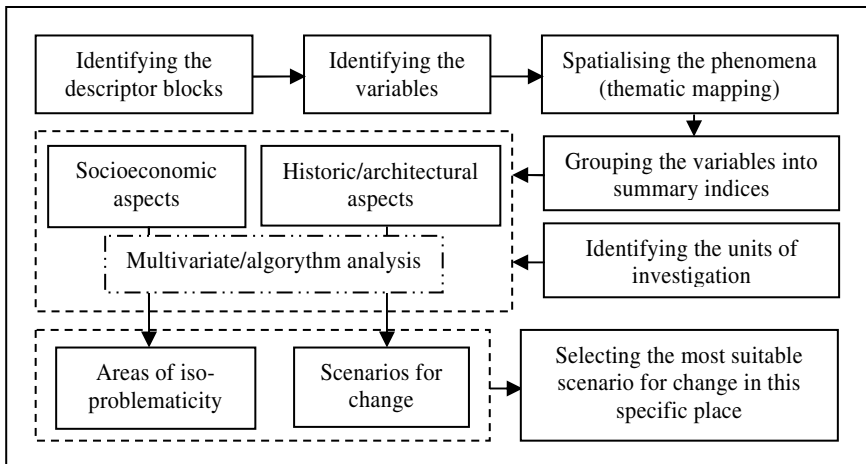 Identifying the
descriptor blocks
Identifying the
variables
Spatialising the phenomena
(thematic mapping)
Socioeconomic
aspects
Historic/architectural
aspects
Grouping the variables into
summary indices
Multivariate/algorythm analysis
Identifying the units of
investigation
Areas of iso-
problematicity
Scenarios for
change
Selecting the most suitable
scenario for change in this
specific place